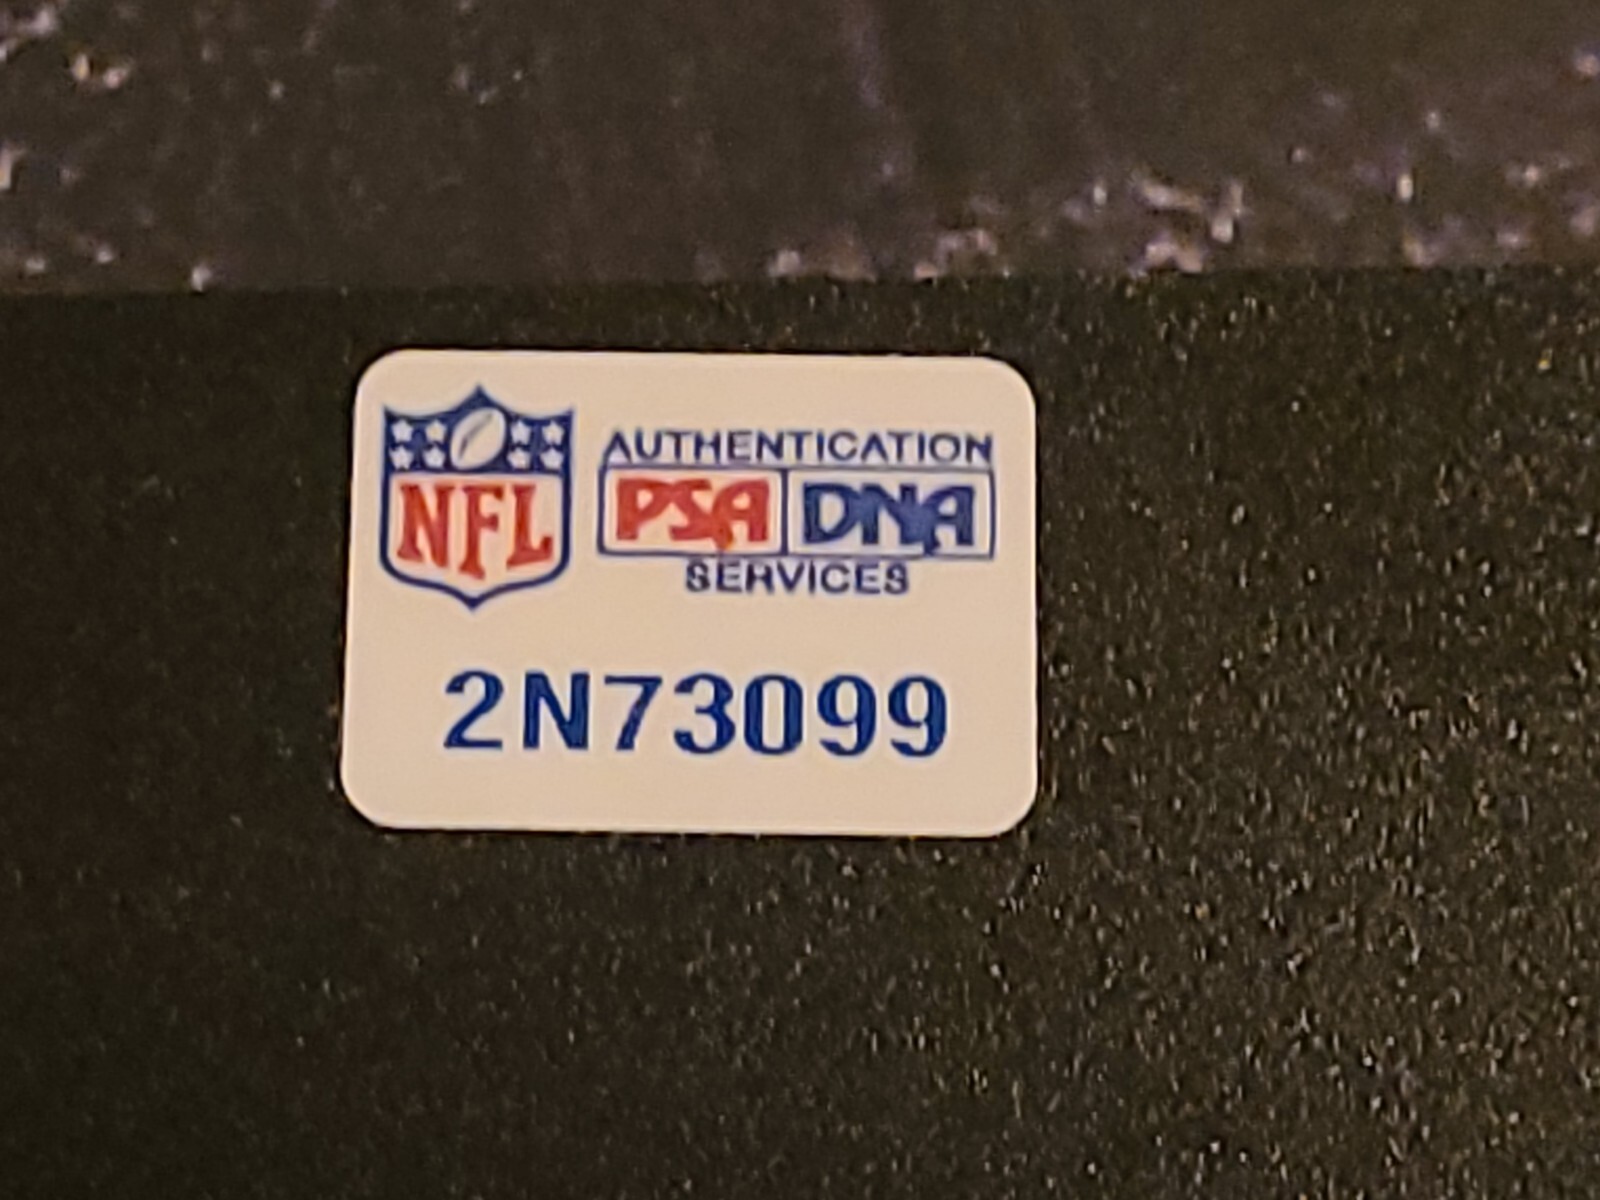 NFL
AUTHENTICATION
PSA DNA
SERVICES
2N73099